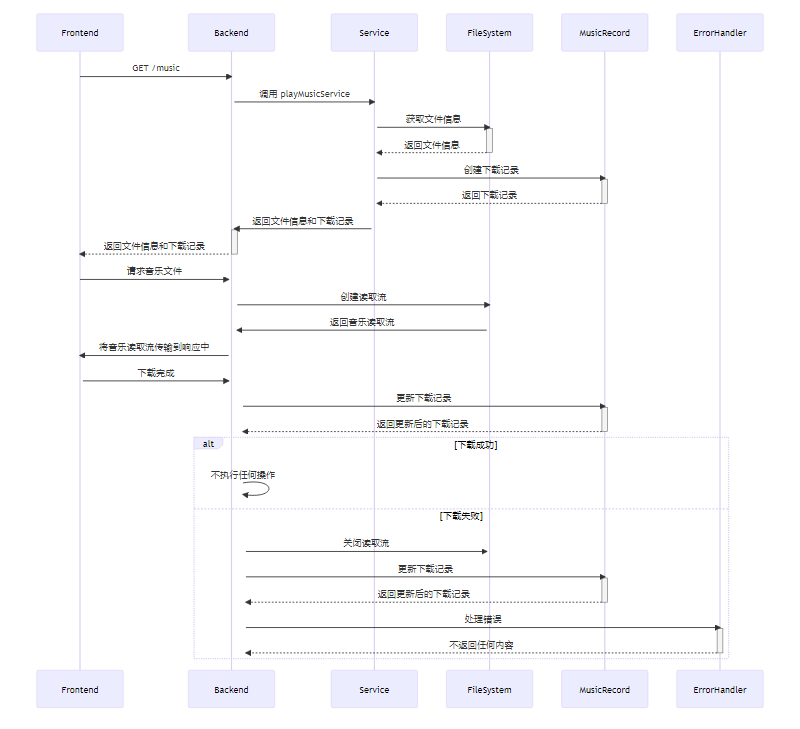 Frontend
Backend
Service
FileSystem
MusicRecord
ErrorHandler
GET /music
调用 playMusicService
获取文件信息
返回文件信息
创建下载记录
返回下载记录
返回文件信息和下载记录
返回文件信息和下载记录
请求音乐文件
创建读取流
返回音乐读取流
将音乐读取流传输到响应中
下载完成
更新下载记录
返回更新后的下载记录
alt
[下载成功]
不执行任何操作
[下载失败]
关闭读取流
更新下载记录
返回更新后的下载记录
处理错误
不返回任何内容
Frontend
Backend
Service
FileSystem
MusicRecord
ErrorHandler